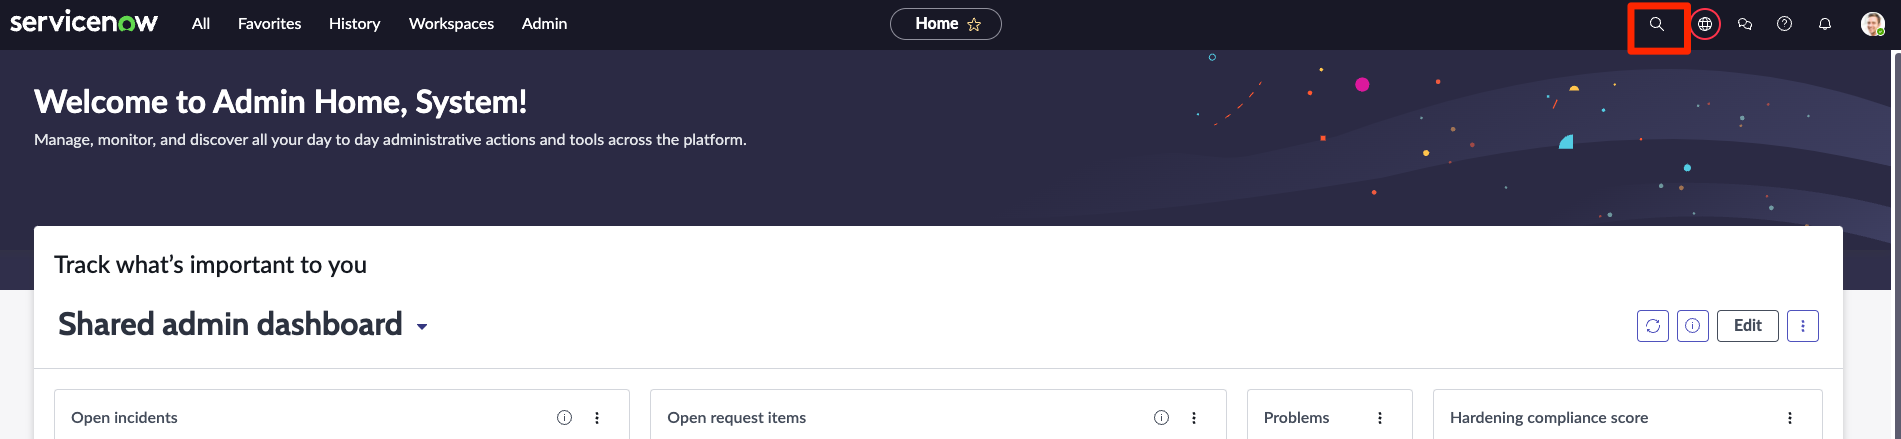 servicenow All Favorites History Workspaces Admin Home
Welcome to Admin Home, System!
Manage, monitor, and discover all your day to day administrative actions and tools across the platform.
Track what's important to you
Shared admin dashboard Edit
Open incidents Open request items Problems Hardening compliance score